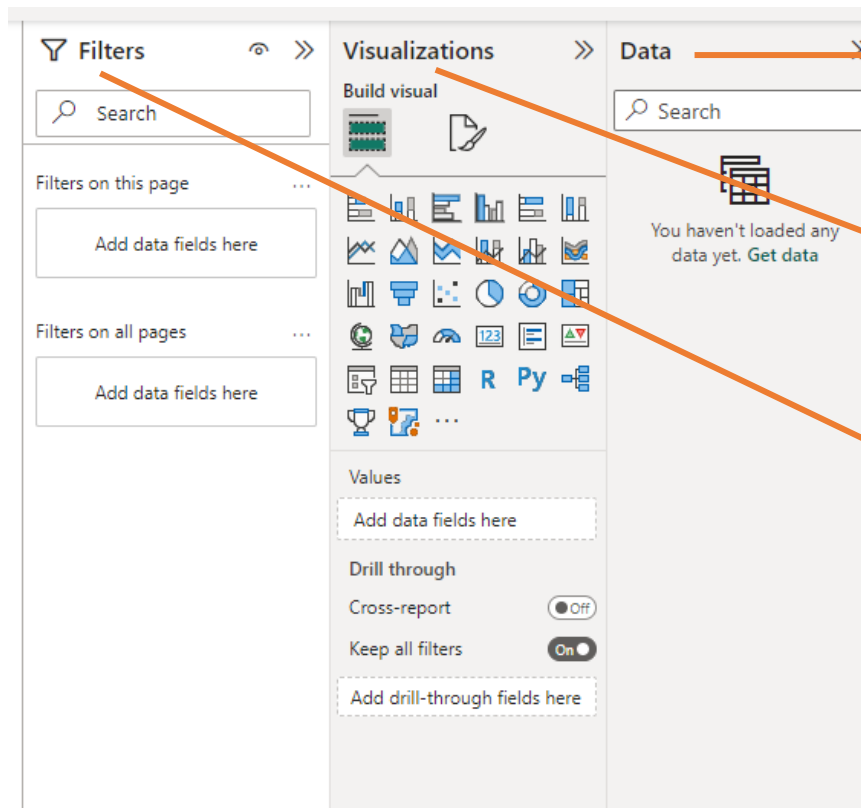 Filters
Search
Filters on this page
...
Add data fields here
Filters on all pages
...
Add data fields here
Visualizations
Build visual
123
R
Py
...
Values
Add data fields here
Drill through
Cross-report
Off
Keep all filters
On
Add drill-through fields here
Data
Search
You haven't loaded any
data yet. Get data